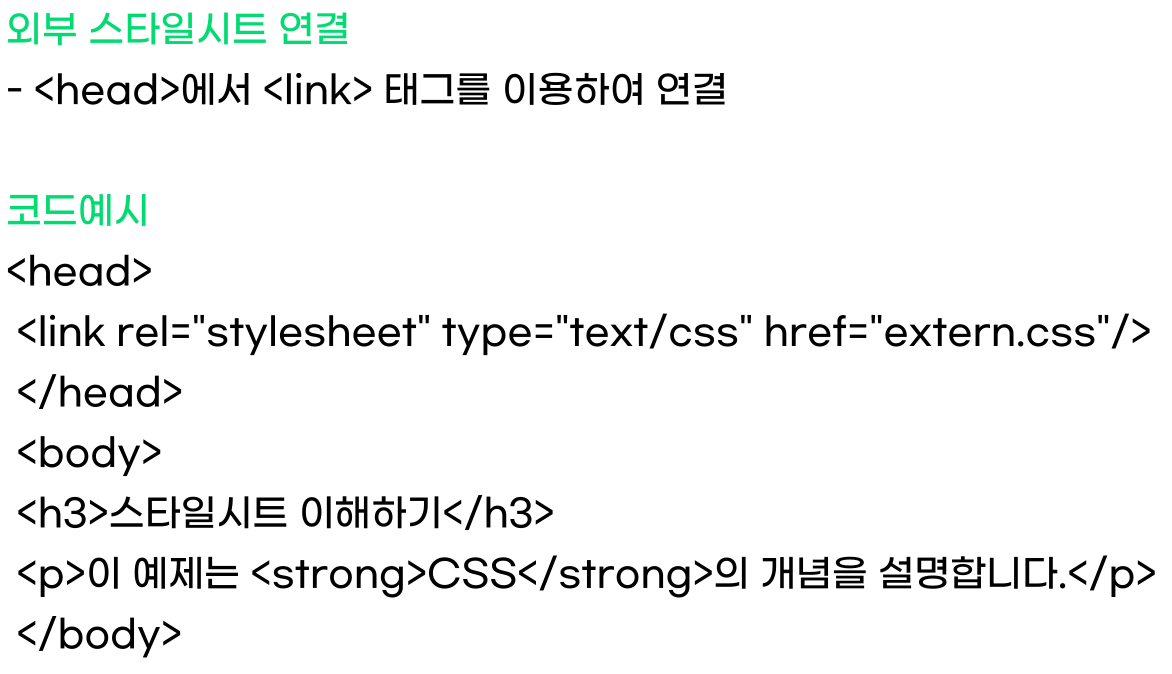 외부 스타일시트 연결
- <head>에서 <link> 태그를 이용하여 연결
코드예시
<head>
<link rel="stylesheet" type="text/css" href="extern.css"/>
</head>
<body>
<h3>스타일시트 이해하기</h3>
<p>이 예제는 <strong>CSS</strong>의 개념을 설명합니다.</p>
</body>